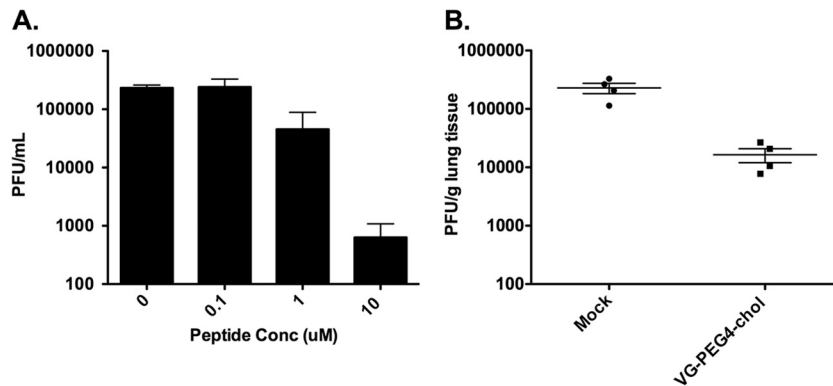 A.
1000000
100000
10000
1000
100
PFU/mL
0
0.1
1
10
Peptide Conc (uM)
B.
1000000
100000
10000
1000
100
PFU/g lung tissue
Mock
VG-PEG4-chol